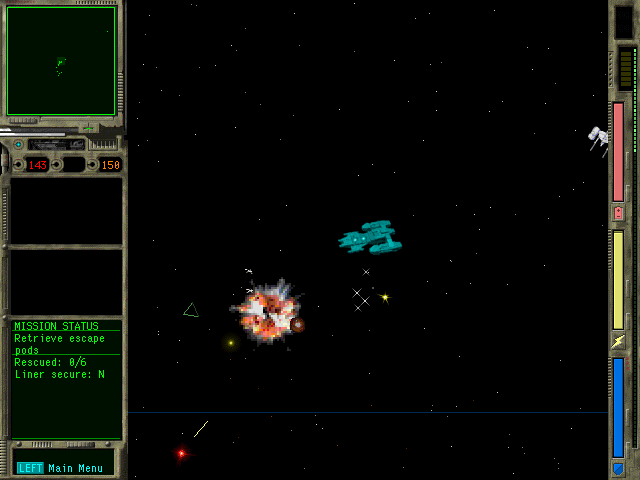 143 150
MISSION STATUS
Retrieve escape
pods
Rescued: 0/6
Liner secure: N
LEFT Main Menu